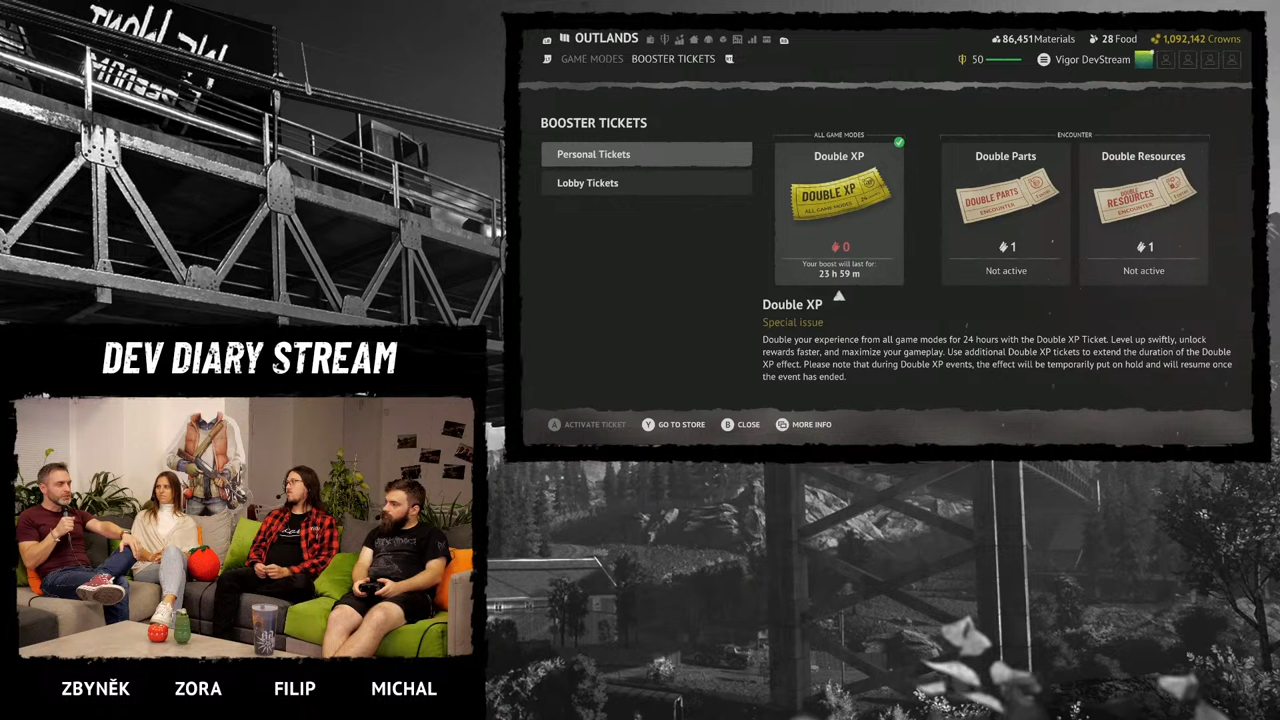 OUTLANDS
86,451 Materials
28 Food
1,092,142 Crowns
GAME MODES
BOOSTER TICKETS
50
Vigor DevStream
BOOSTER TICKETS
Personal Tickets
Lobby Tickets
ALL GAME MODES
ENCOUNTER
Double XP
Double Parts
Double Resources
DOUBLE XP
ALL GAME MODES
DOUBLE PARTS
ENCOUNTER
DOUBLE
RESOURCES
ENCOUNTER
0
1
1
Your boost will last for:
23 h 59 m
Not active
Not active
Double XP
Special issue
Double your experience from all game modes for 24 hours with the Double XP Ticket. Level up swiftly, unlock
rewards faster, and maximize your gameplay. Use additional Double XP tickets to extend the duration of the Double
XP effect. Please note that during Double XP events, the effect will be temporarily put on hold and will resume once
the event has ended.
A ACTIVATE TICKET
Y GO TO STORE
B CLOSE
MORE INFO
DEV DIARY STREAM
ZBYNĚK
ZORA
FILIP
MICHAL